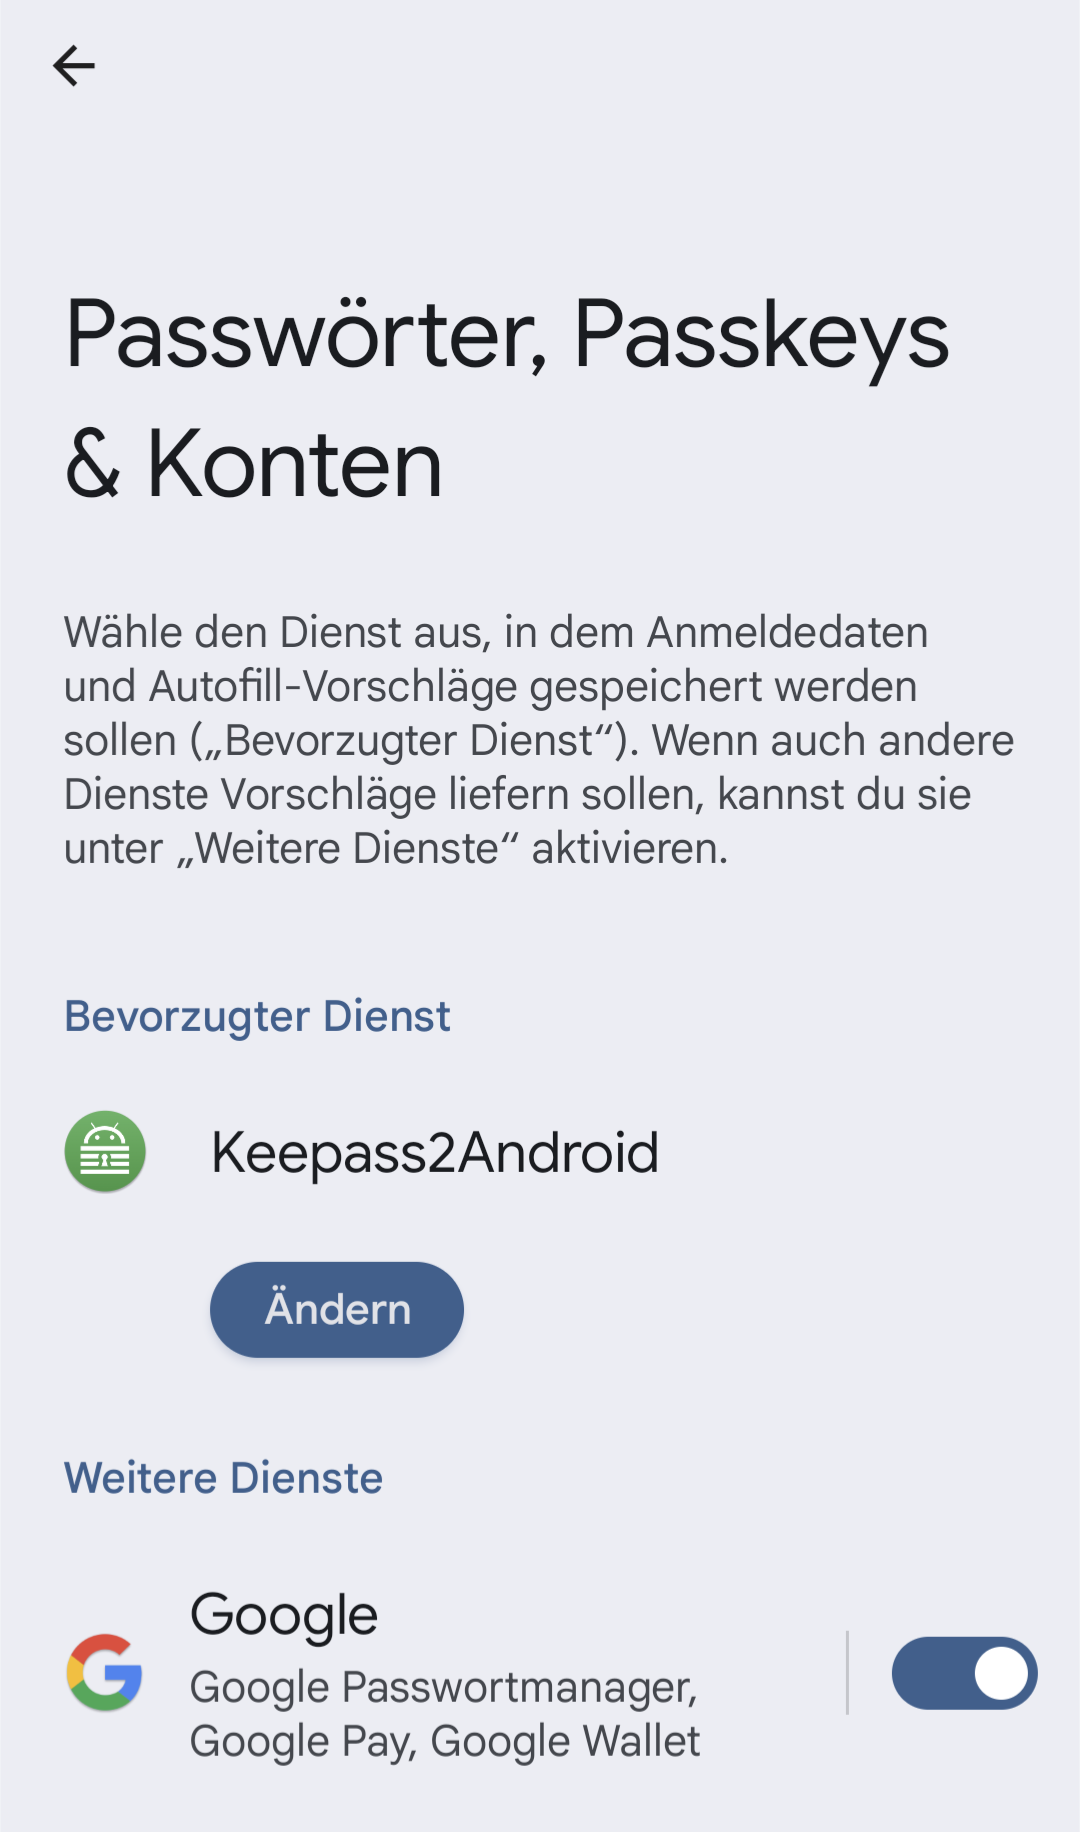 Passwörter, Passkeys
& Konten
Wähle den Dienst aus, in dem Anmeldedaten
und Autofill-Vorschläge gespeichert werden
sollen („Bevorzugter Dienst“). Wenn auch andere
Dienste Vorschläge liefern sollen, kannst du sie
unter „Weitere Dienste“ aktivieren.
Bevorzugter Dienst
Keepass2Android
Ändern
Weitere Dienste
Google
Google Passwortmanager,
Google Pay, Google Wallet